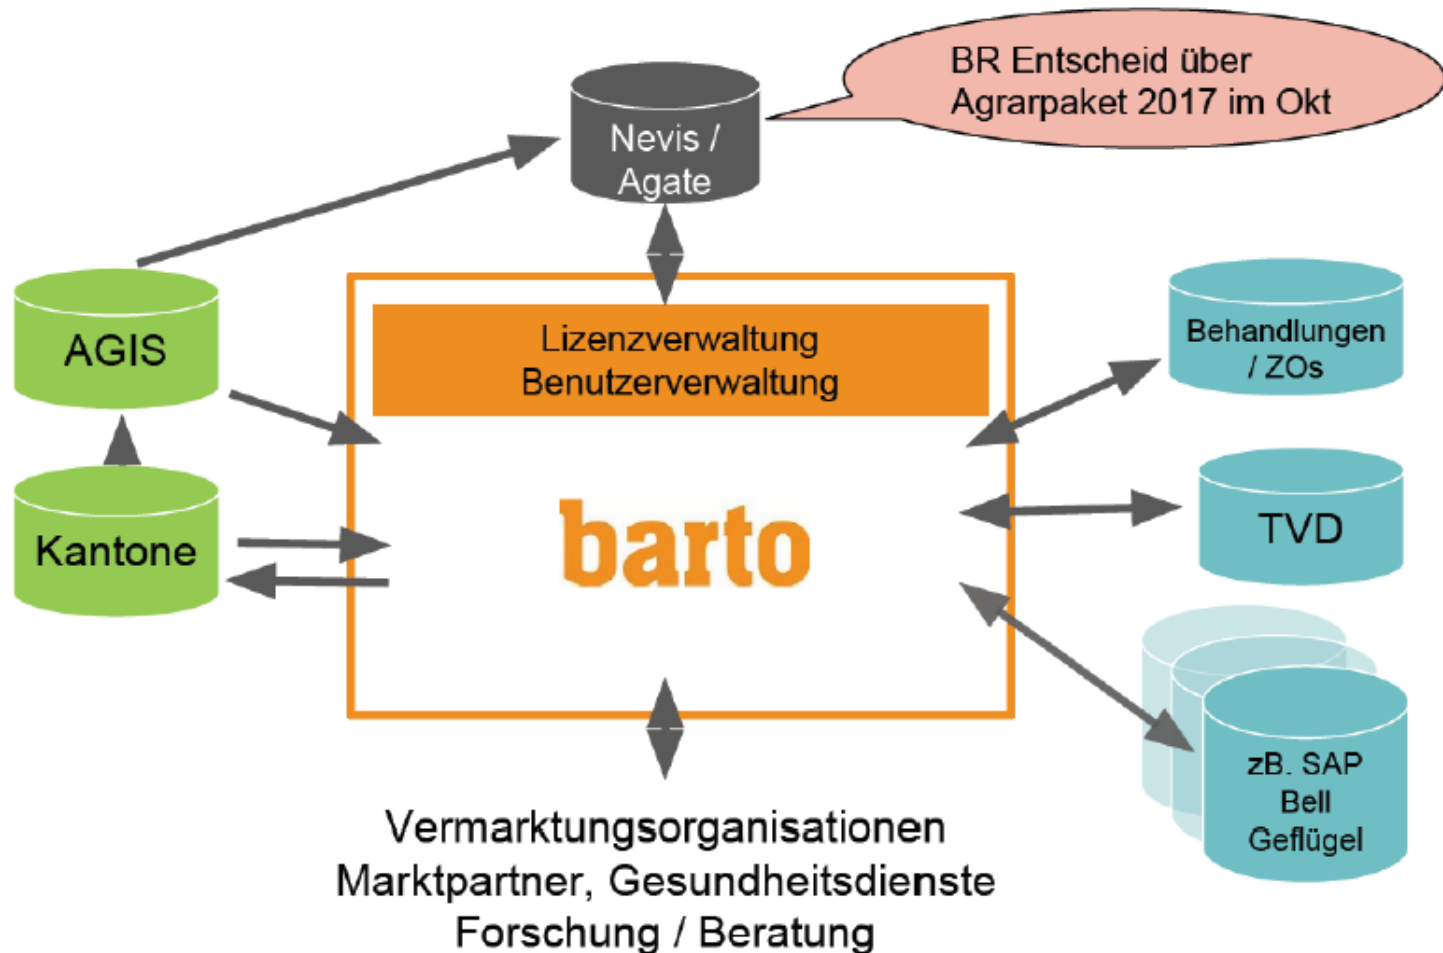 BR Entscheid über
Agrarpaket 2017 im Okt
Nevis /
Agate
AGIS
Lizenzverwaltung
Benutzerverwaltung
Behandlungen
/ ZOs
Kantone
barto
TVD
zB. SAP
Bell
Geflügel
Vermarktungsorganisationen
Marktpartner, Gesundheitsdienste
Forschung / Beratung